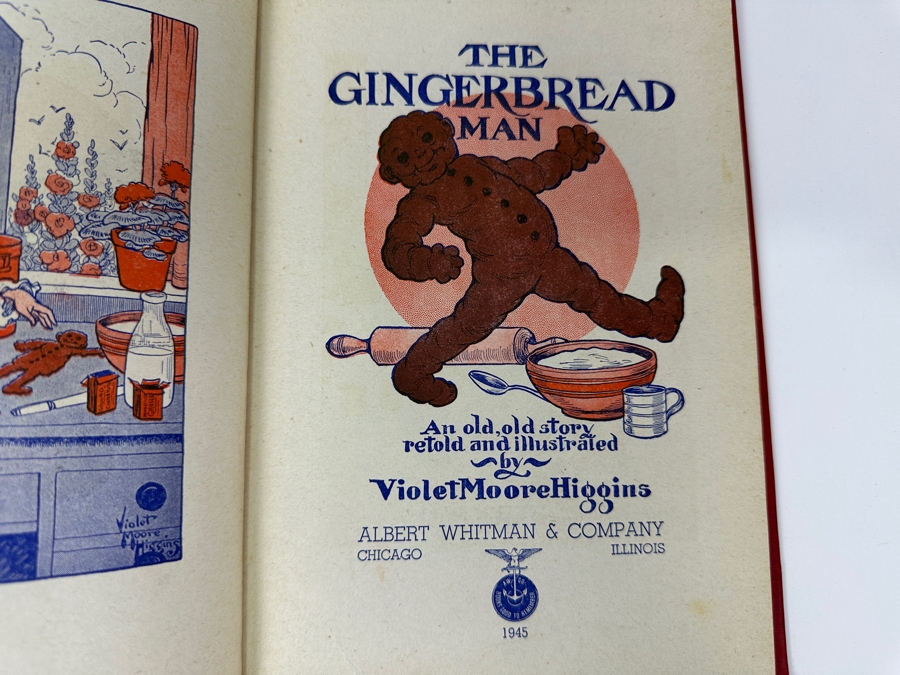 Violet
Moore
Higgins
THE
GINGERBREAD
MAN
An old, old story
retold and illustrated
by
Violet Moore Higgins
ALBERT WHITMAN & COMPANY
CHICAGO ILLINOIS
1945